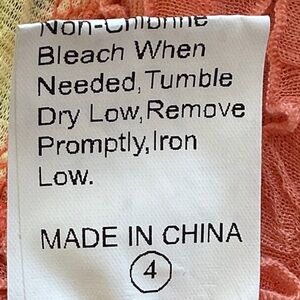 Non-Chlorine
Bleach When
Needed,Tumble
Dry Low,Remove
Promptly,Iron
Low.
MADE IN CHINA
4